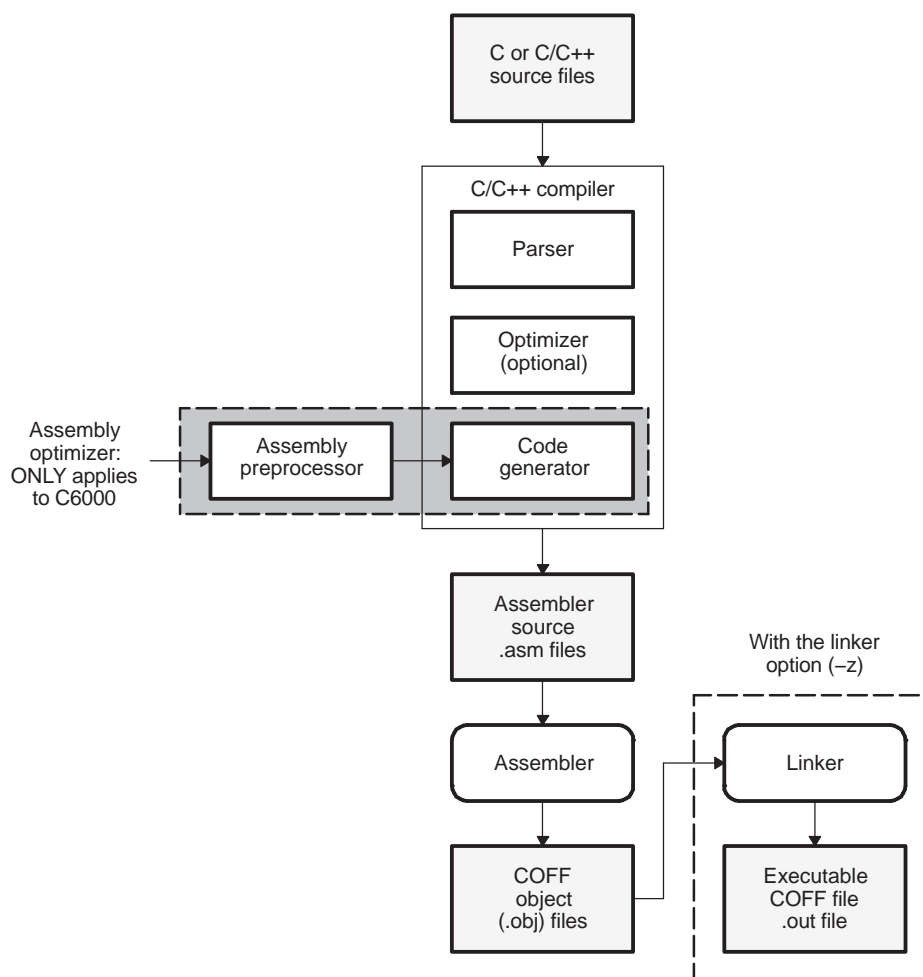 C or C/C++
source files
C/C++ compiler
Parser
Optimizer
(optional)
Assembly
optimizer:
ONLY applies
to C6000
Assembly
preprocessor
Code
generator
Assembler
source
.asm files
With the linker
option (–z)
Assembler
Linker
COFF
object
(.obj) files
Executable
COFF file
.out file